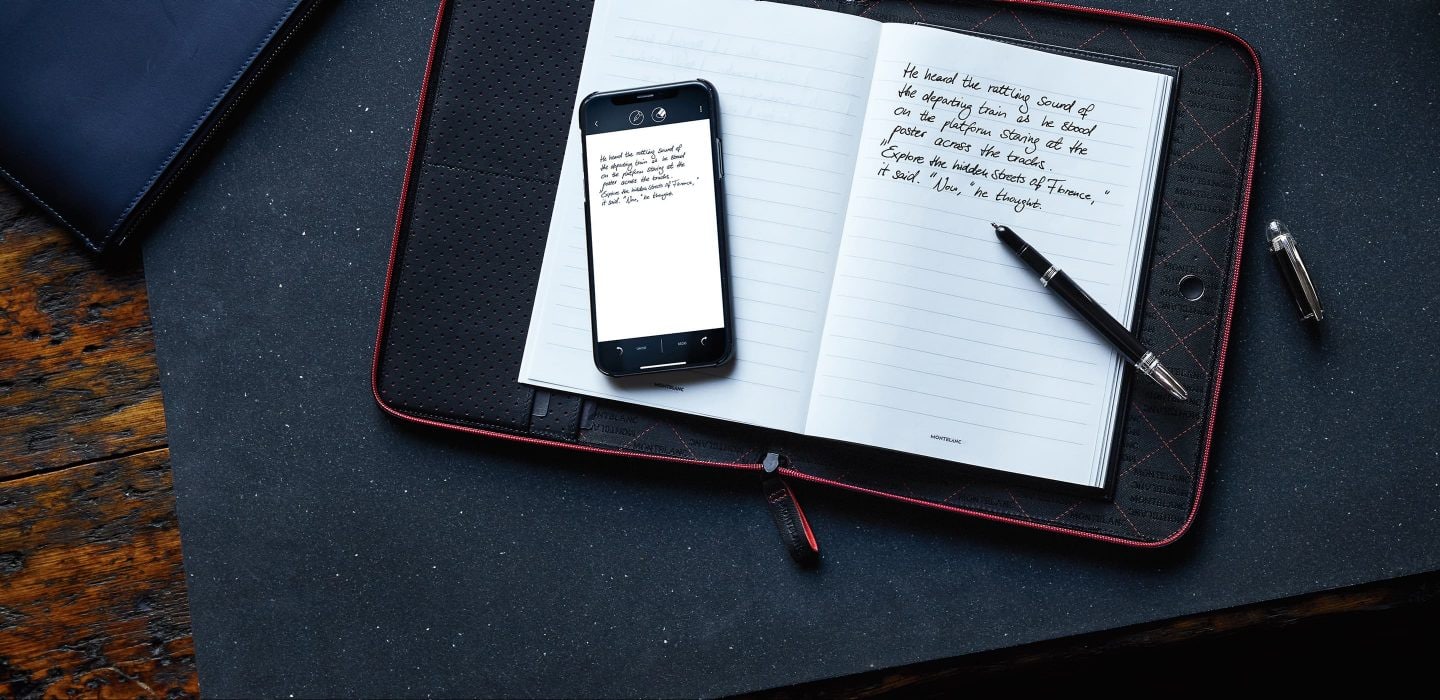 He heard the rattling sound of
the departing train as he stood
on the platform staring at the
poster across the tracks.
"Explore the hidden streets of Florence,"
it said. "Now," he thought.
He heard the rattling sound of
the departing train as he stood
on the platform staring at the
poster across the tracks.
"Explore the hidden streets of Florence,"
it said. "Now," he thought.
UNDO
REDO
MONTBLANC
MONTBLANC
MONTBLANC